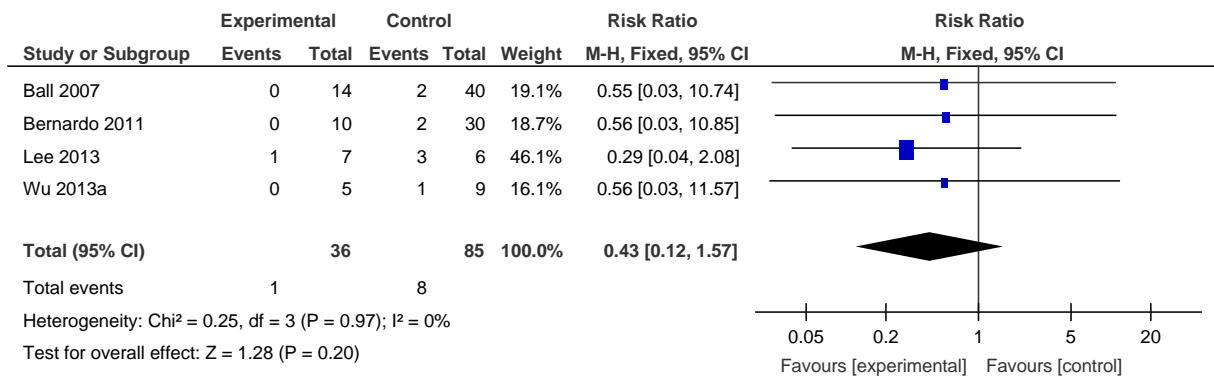 Experimental Control Risk Ratio Risk Ratio
Study or Subgroup Events Total Events Total Weight M-H, Fixed, 95% CI M-H, Fixed, 95% CI
Ball 2007 0 14 2 40 19.1% 0.55 [0.03, 10.74]
Bernardo 2011 0 10 2 30 18.7% 0.56 [0.03, 10.85]
Lee 2013 1 7 3 6 46.1% 0.29 [0.04, 2.08]
Wu 2013a 0 5 1 9 16.1% 0.56 [0.03, 11.57]
Total (95% CI) 36 85 100.0% 0.43 [0.12, 1.57]
Total events 1 8
Heterogeneity: Chi² = 0.25, df = 3 (P = 0.97); I² = 0%
Test for overall effect: Z = 1.28 (P = 0.20)
0.05 0.2 1 5 20
Favours [experimental] Favours [control]